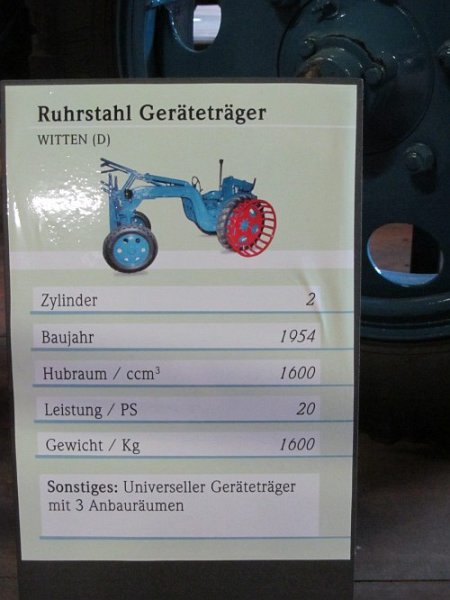 Ruhrstahl Geräteträger
WITTEN (D)
Zylinder 2
Baujahr 1954
Hubraum / ccm³ 1600
Leistung / PS 20
Gewicht / Kg 1600
Sonstiges: Universeller Geräteträger
mit 3 Anbauräumen